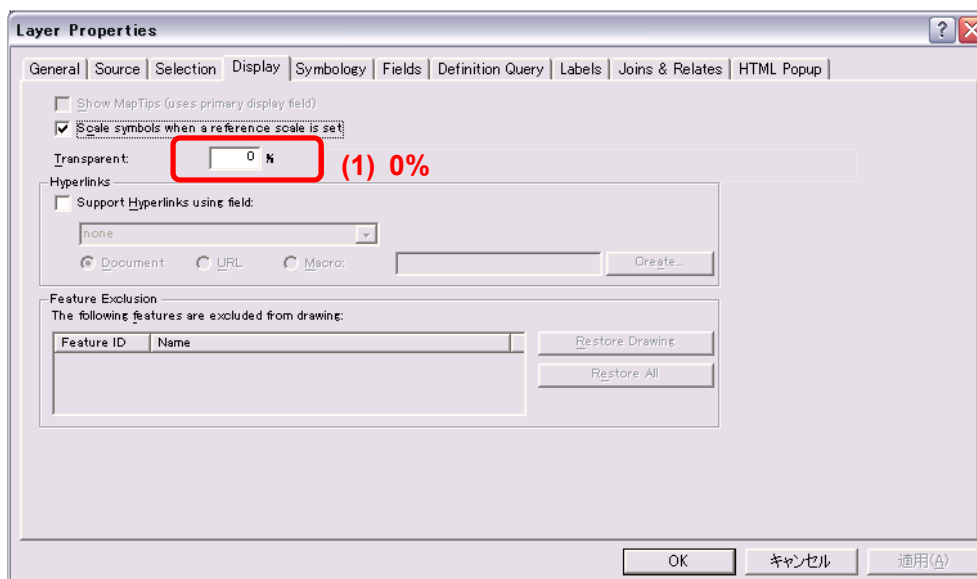 Layer Properties
General Source Selection Display Symbology Fields Definition Query Labels Joins & Relates HTML Popup
Show MapTips (uses primary display field)
Scale symbols when a reference scale is set
Transparent: 0 %
(1) 0%
Hyperlinks
Support Hyperlinks using field:
none
Document URL Macro: Create...
Feature Exclusion
The following features are excluded from drawing:
Feature ID Name
Restore Drawing
Restore All
OK キャンセル 適用(A)